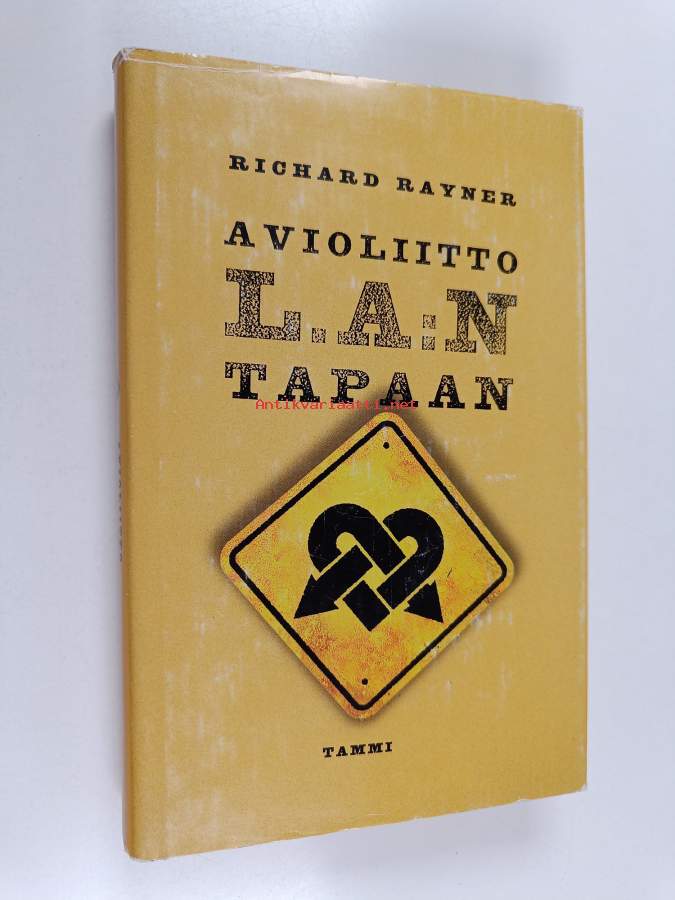 RICHARD RAYNER
AVIOLIITTO
L.A:N
TAPAAN
Antikvariaatti.net
TAMMI